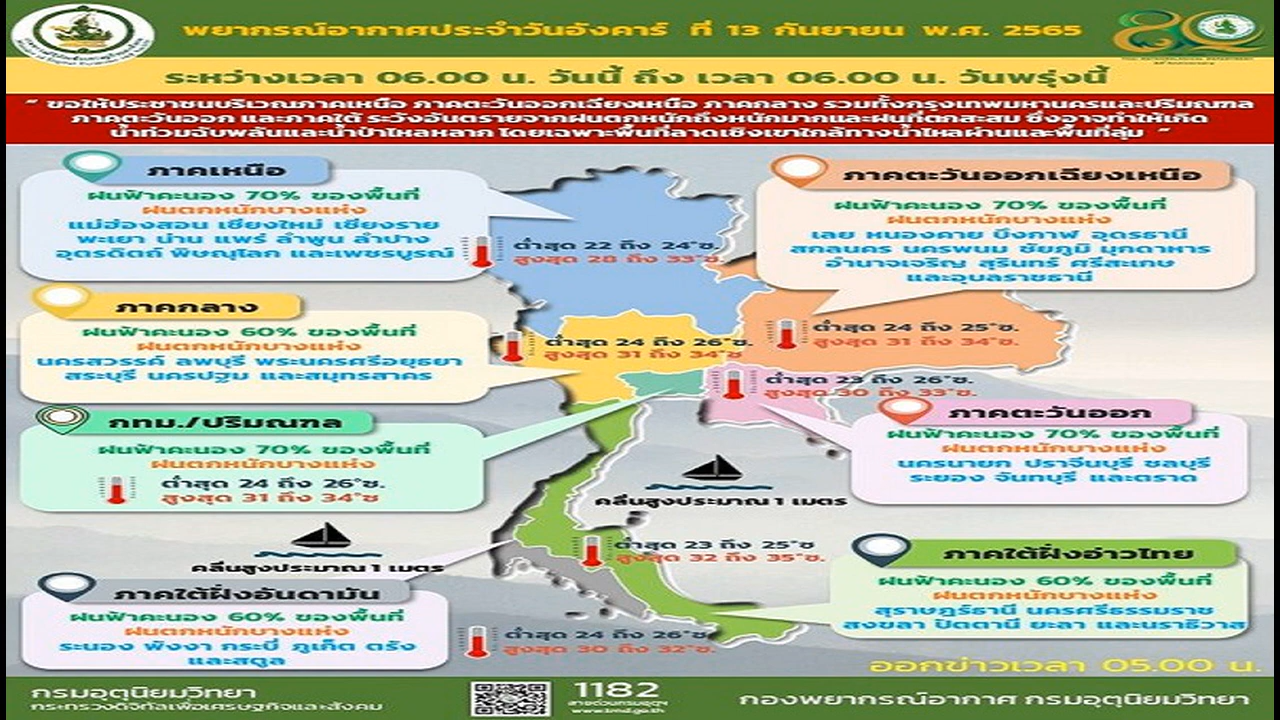 พยากรณ์อากาศประจำวันอังคาร์ ที่ 13 กันยายน พ.ศ. 2565
ระหว่างเวลา 06.00 น. วันนี้ ถึง เวลา 06.00 น. วันพรุ่งนี้
" ขอให้ประชาชนบริเวณภาคเหนือ ภาคตะวันออกเฉียงเหนือ ภาคกลาง รวมทั้งกรุงเทพมหานครและปริมณฑล
ภาคตะวันออก และภาคใต้ ระวังอันตรายจากฝนตกหนักถึงหนักมากและฝนที่ตกสะสม ซึ่งอาจทำให้เกิด
น้ำท่วมฉับพลันและน้ำป่าไหลหลาก โดยเฉพาะพื้นที่ลาดเชิงเขาใกล้ทางน้ำไหลผ่านและพื้นที่ลุ่ม "
ภาคเหนือ
ฝนฟ้าคะนอง 70% ของพื้นที่
ฝนตกหนักบางแห่ง
แม่ฮ่องสอน เชียงใหม่ เชียงราย
พะเยา น่าน แพร่ ลำพูน ลำปาง
อุตรดิตถ์ พิษณุโลก และเพชรบูรณ์
ต่ำสุด 22 ถึง 24°ซ.
สูงสุด 28 ถึง 33°ซ.
ภาคตะวันออกเฉียงเหนือ
ฝนฟ้าคะนอง 70% ของพื้นที่
ฝนตกหนักบางแห่ง
เลย หนองคาย บึงกาฬ อุดรธานี
สกลนคร นครพนม ชัยภูมิ มุกดาหาร
อำนาจเจริญ สุรินทร์ ศรีสะเกษ
และอุบลราชธานี
ต่ำสุด 24 ถึง 25°ซ.
สูงสุด 31 ถึง 34°ซ.
ภาคกลาง
ฝนฟ้าคะนอง 60% ของพื้นที่
ฝนตกหนักบางแห่ง
นครสวรรค์ ลพบุรี พระนครศรีอยุธยา
สระบุรี นครปฐม และสมุทรสาคร
ต่ำสุด 24 ถึง 26°ซ.
สูงสุด 31 ถึง 34°ซ
ต่ำสุด 23 ถึง 26°ซ.
สูงสุด 30 ถึง 33°ซ.
กทม./ปริมณฑล
ฝนฟ้าคะนอง 70% ของพื้นที่
ฝนตกหนักบางแห่ง
ต่ำสุด 24 ถึง 26°ซ.
สูงสุด 31 ถึง 34°ซ
ภาคตะวันออก
ฝนฟ้าคะนอง 70% ของพื้นที่
ฝนตกหนักบางแห่ง
นครนายก ปราจีนบุรี ชลบุรี
ระยอง จันทบุรี และตราด
คลื่นสูงประมาณ 1 เมตร
คลื่นสูงประมาณ 1 เมตร
ต่ำสุด 23 ถึง 25°ซ
สูงสุด 32 ถึง 35°ซ.
ภาคใต้ฝั่งอันดามัน
ฝนฟ้าคะนอง 60% ของพื้นที่
ฝนตกหนักบางแห่ง
ระนอง พังงา กระบี่ ภูเก็ต ตรัง
และสตูล
ต่ำสุด 24 ถึง 26°ซ
สูงสุด 30 ถึง 32°ซ.
ภาคใต้ฝั่งอ่าวไทย
ฝนฟ้าคะนอง 60% ของพื้นที่
ฝนตกหนักบางแห่ง
สุราษฎร์ธานี นครศรีธรรมราช
สงขลา ปัตตานี ยะลา และนราธิวาส
ออกข่าวเวลา 05.00 น.
กรมอุตุนิยมวิทยา
กระทรวงดิจิทัลเพื่อเศรษฐกิจและสังคม
1182
สายด่วนกรมอุตุฯ
www.tmd.go.th
กองพยากรณ์อากาศ กรมอุตุนิยมวิทยา